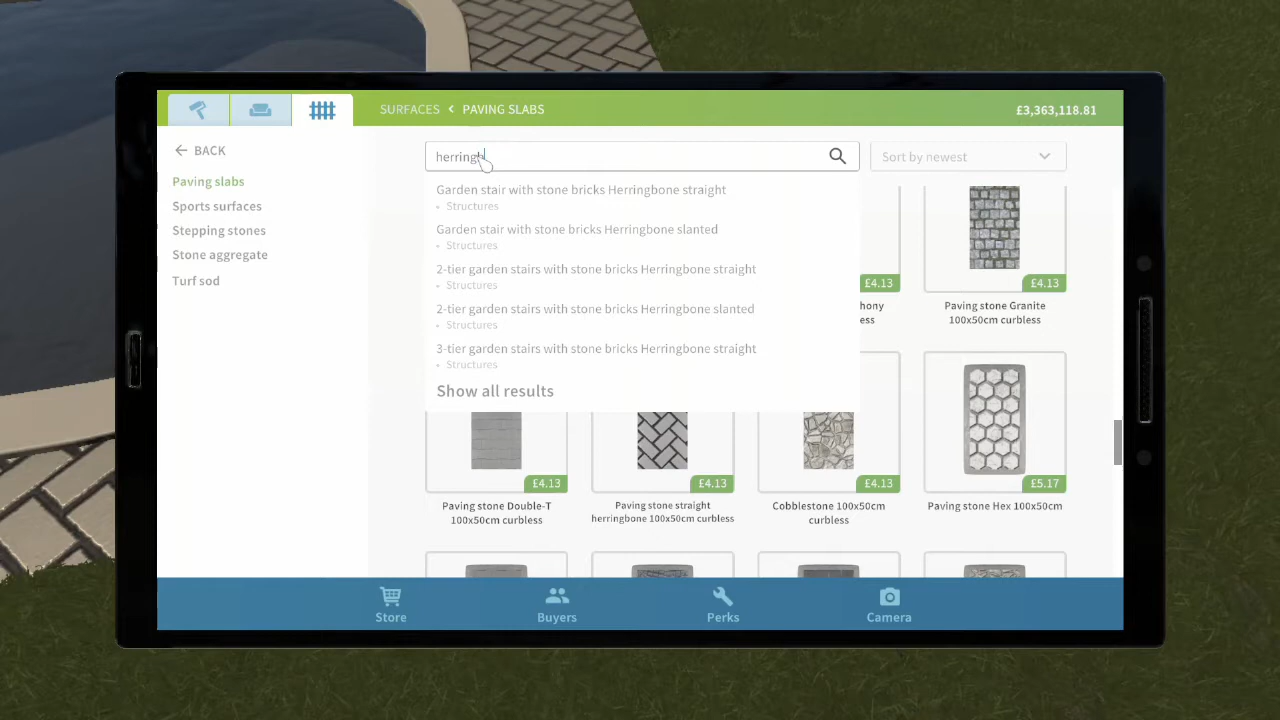 SURFACES < PAVING SLABS
£3,363,118.81
BACK
Paving slabs
Sports surfaces
Stepping stones
Stone aggregate
Turf sod
herringb
Sort by newest
Garden stair with stone bricks Herringbone straight
• Structures
Garden stair with stone bricks Herringbone slanted
• Structures
2-tier garden stairs with stone bricks Herringbone straight
• Structures
2-tier garden stairs with stone bricks Herringbone slanted
• Structures
3-tier garden stairs with stone bricks Herringbone straight
• Structures
Show all results
£4.13
hony
ess
£4.13
Paving stone Granite
100x50cm curbless
£4.13
Paving stone Double-T
100x50cm curbless
£4.13
Paving stone straight
herringbone 100x50cm curbless
£4.13
Cobblestone 100x50cm
curbless
£5.17
Paving stone Hex 100x50cm
Store
Buyers
Perks
Camera